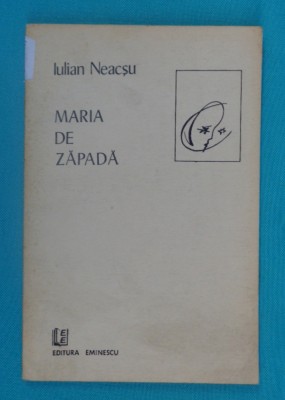 Iulian Neacșu
MARIA
DE
ZĂPADĂ
EDITURA EMINESCU